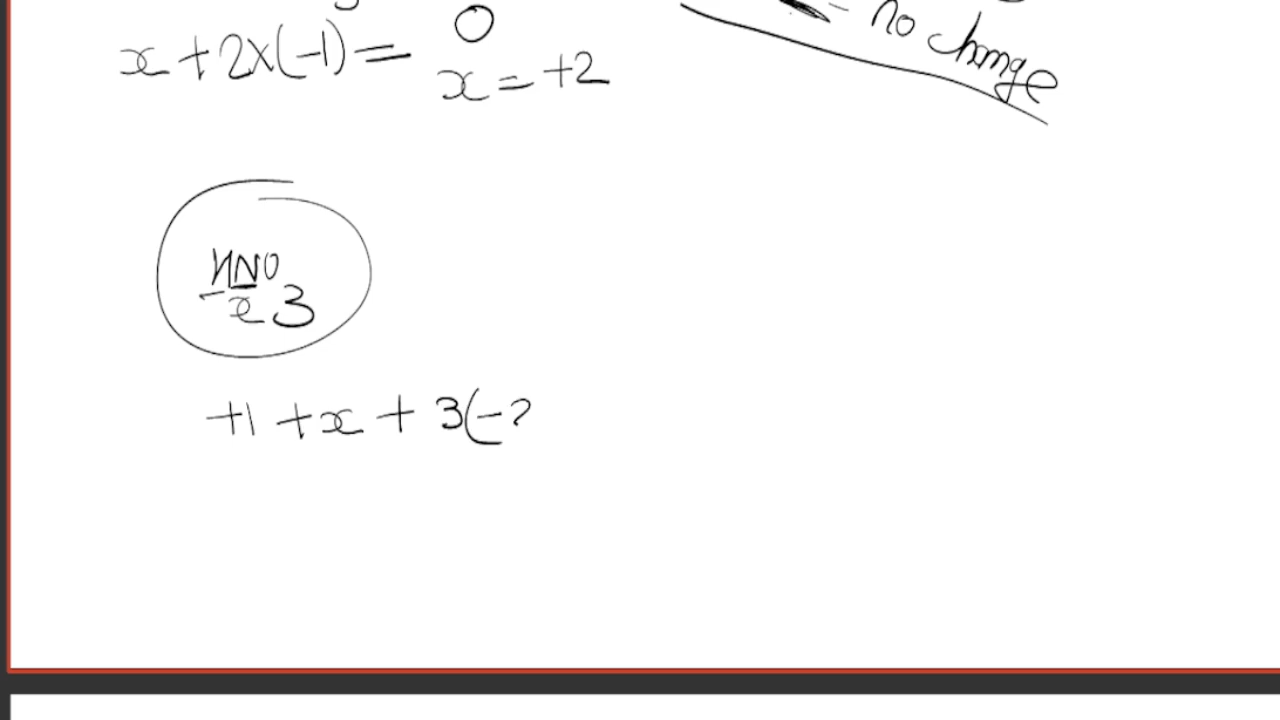 x+2x(-1)= 0
x=+2
= no change
HNO
x 3
+1 +x + 3(-2